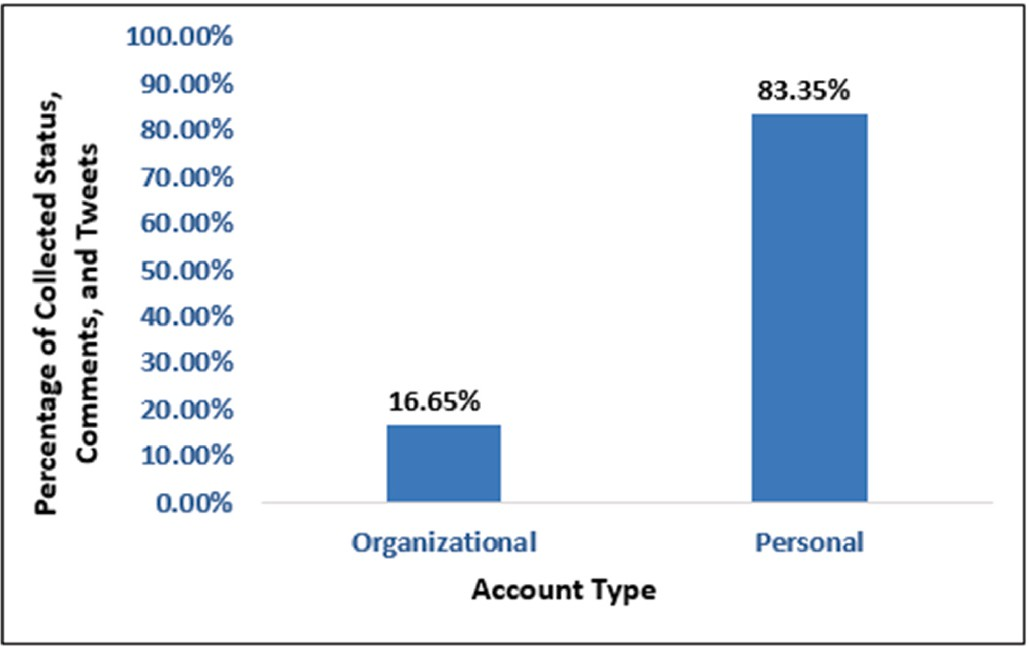 Percentage of Collected Status,
Comments, and Tweets
100.00%
90.00%
80.00%
70.00%
60.00%
50.00%
40.00%
30.00%
20.00%
10.00%
0.00%
16.65%
83.35%
Organizational
Personal
Account Type